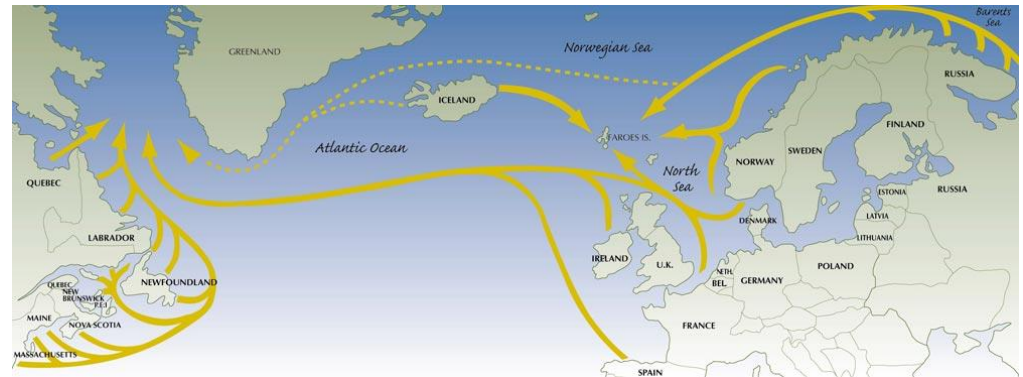 Barents
Sea
Norwegian Sea
GREENLAND
RUSSIA
ICELAND
FINLAND
FAROES IS.
Atlantic Ocean
NORWAY
SWEDEN
North
Sea
QUEBEC
RUSSIA
ESTONIA
DENMARK
LATVIA
LABRADOR
LITHUANIA
IRELAND
U.K.
NETH.
BEL.
GERMANY
POLAND
NEWFOUNDLAND
QUEBEC
NEW
BRUNSWICK
P.E.I
MAINE
NOVA SCOTIA
FRANCE
MASSACHUSETTS
SPAIN